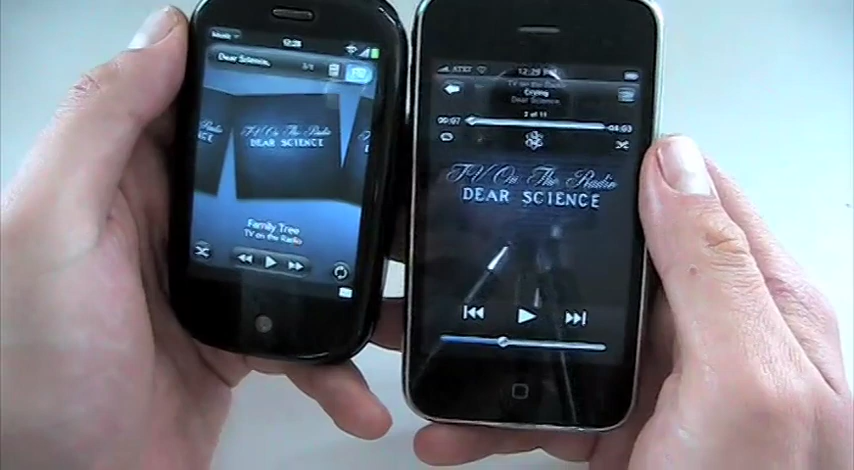 Music
12:28
Dear Science,
TV On The Radio
DEAR SCIENCE
Family Tree
TV on the Radio
AT&T
12:29 PM
TV on the Radio
Crying
Dear Science
2 of 11
00:07
-04:03
TV On The Radio
DEAR SCIENCE